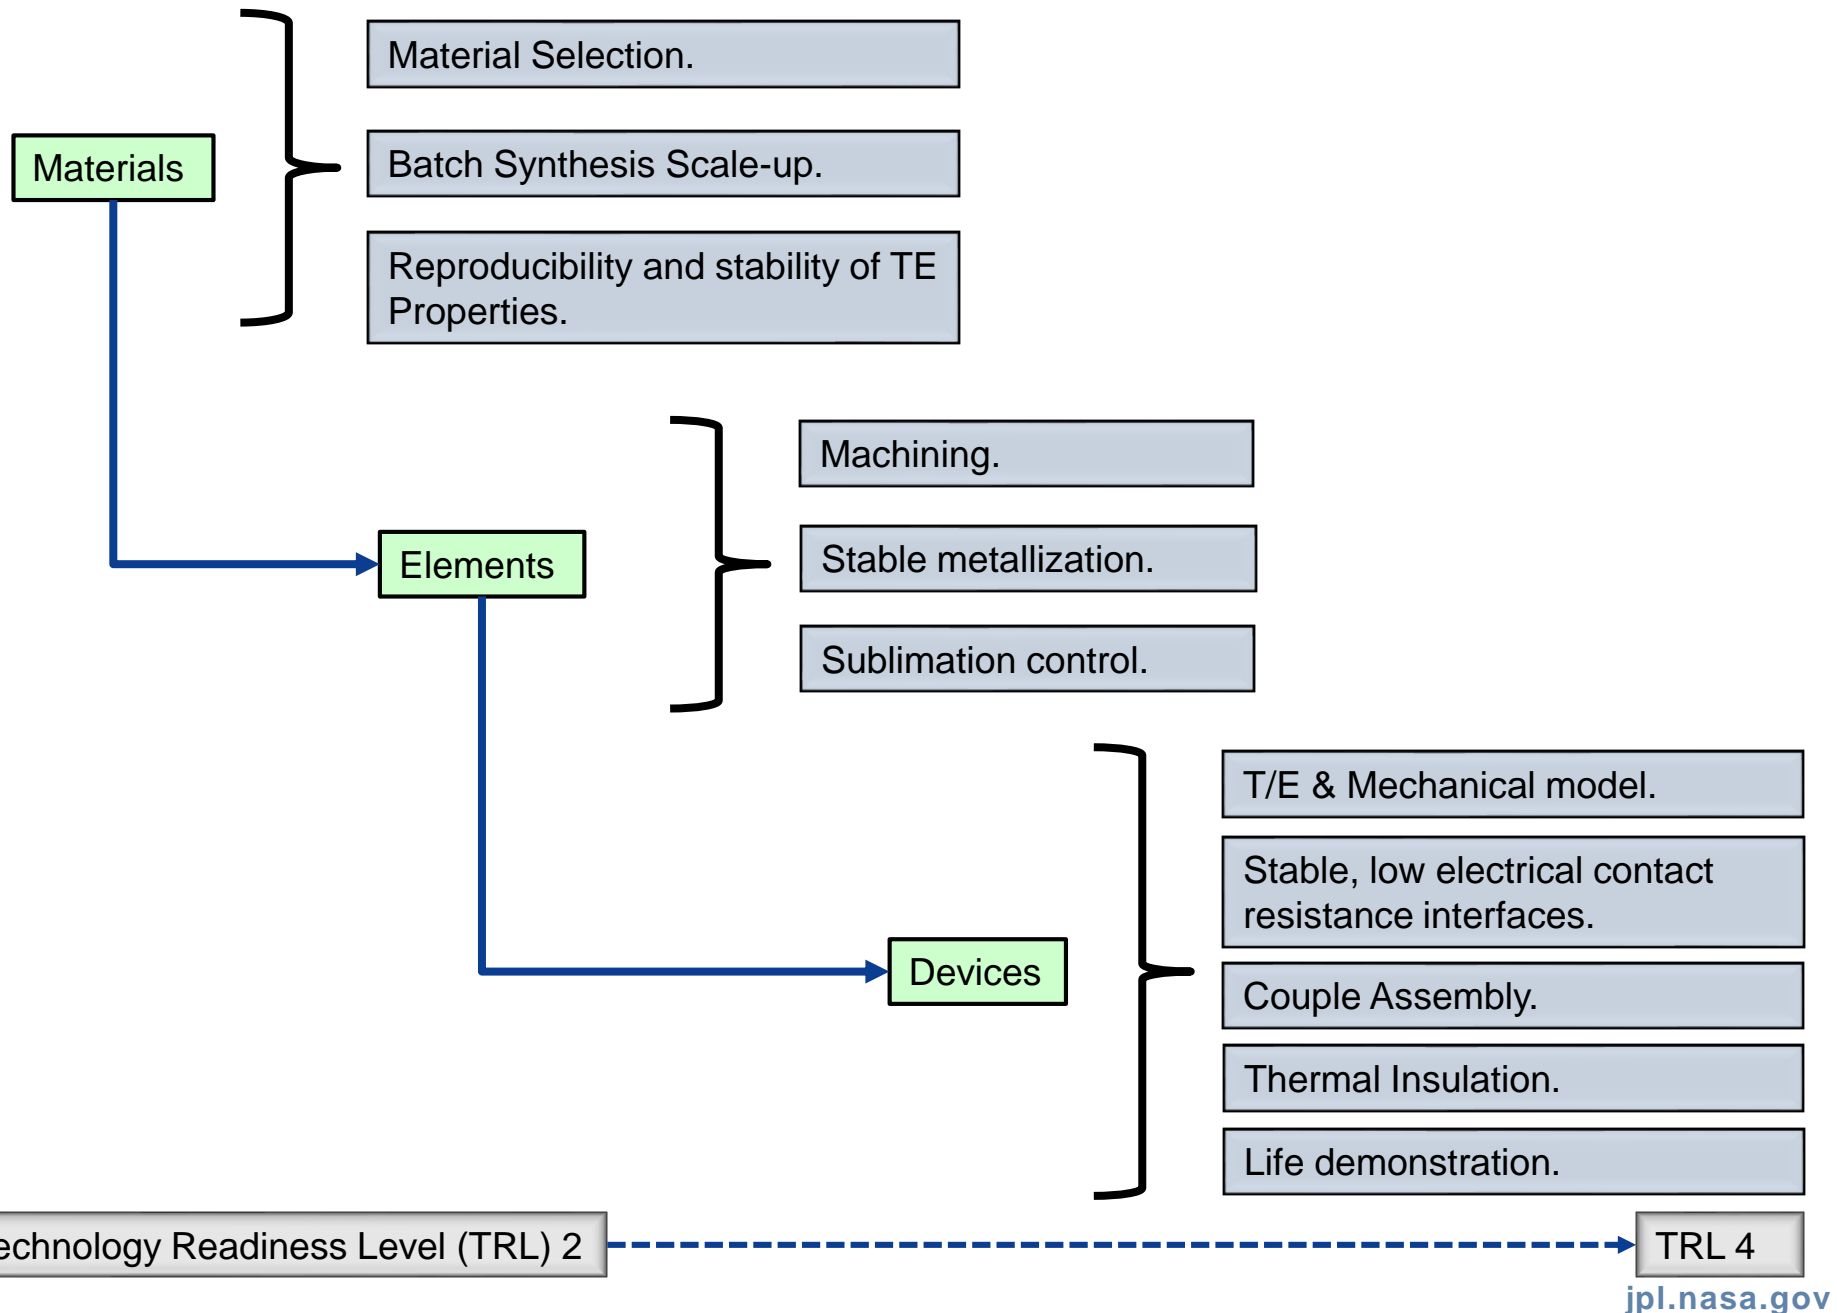 Material Selection.
Materials
Batch Synthesis Scale-up.
Reproducibility and stability of TE
Properties.
Machining.
Elements
Stable metallization.
Sublimation control.
T/E & Mechanical model.
Stable, low electrical contact
resistance interfaces.
Devices
Couple Assembly.
Thermal Insulation.
Life demonstration.
echnology Readiness Level (TRL) 2
TRL 4
jpl.nasa.gov